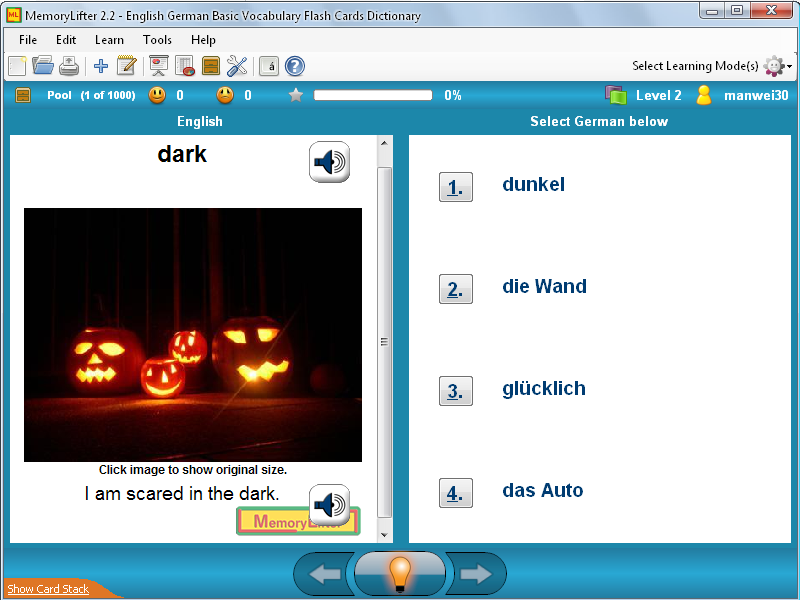 MemoryLifter 2.2 - English German Basic Vocabulary Flash Cards Dictionary
File Edit Learn Tools Help
á ? Select Learning Mode(s)
Pool (1 of 1000) 0 0 0% Level 2 manwei30
English
Select German below
dark
Click image to show original size.
I am scared in the dark.
MemoryLifter
1. dunkel
2. die Wand
3. glücklich
4. das Auto
Show Card Stack